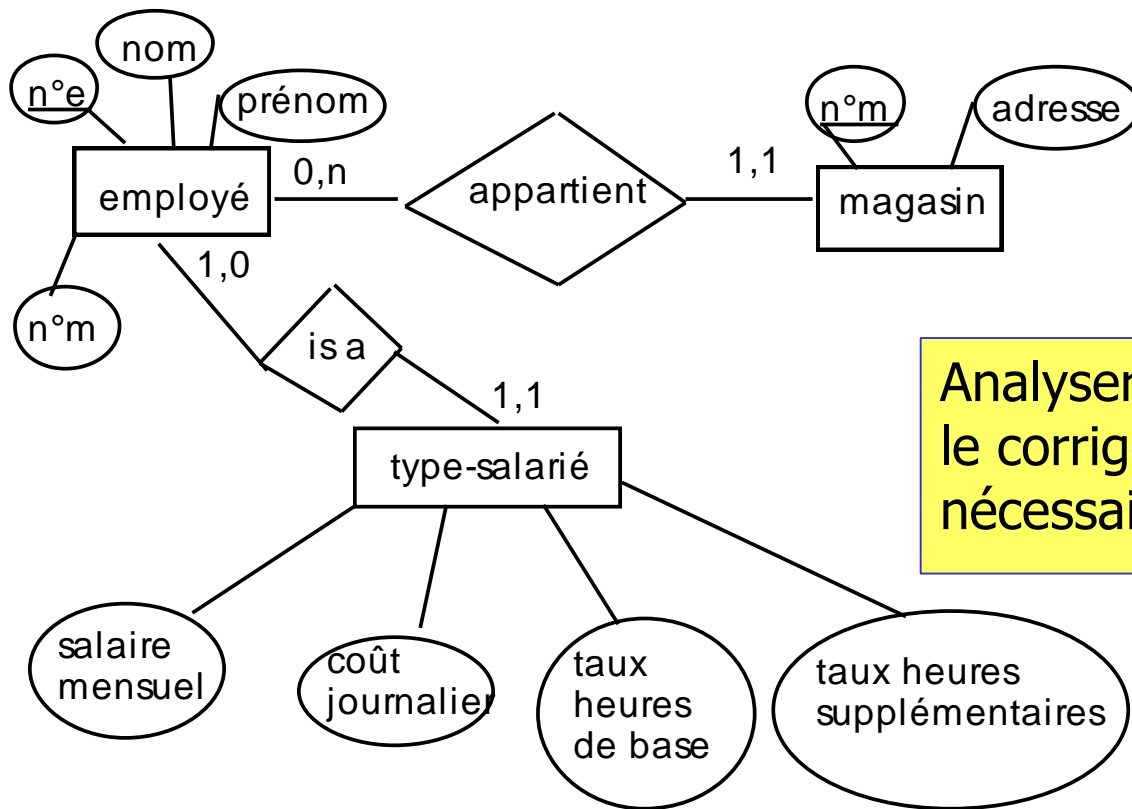 nom
n°e
prénom
n°m
adresse
employé
0,n
appartient
1,1
magasin
1,0
n°m
is a
1,1
type-salarié
Analyser
le corrig
nécessai
salaire
mensuel
coût
journalier
taux
heures
de base
taux heures
supplémentaires